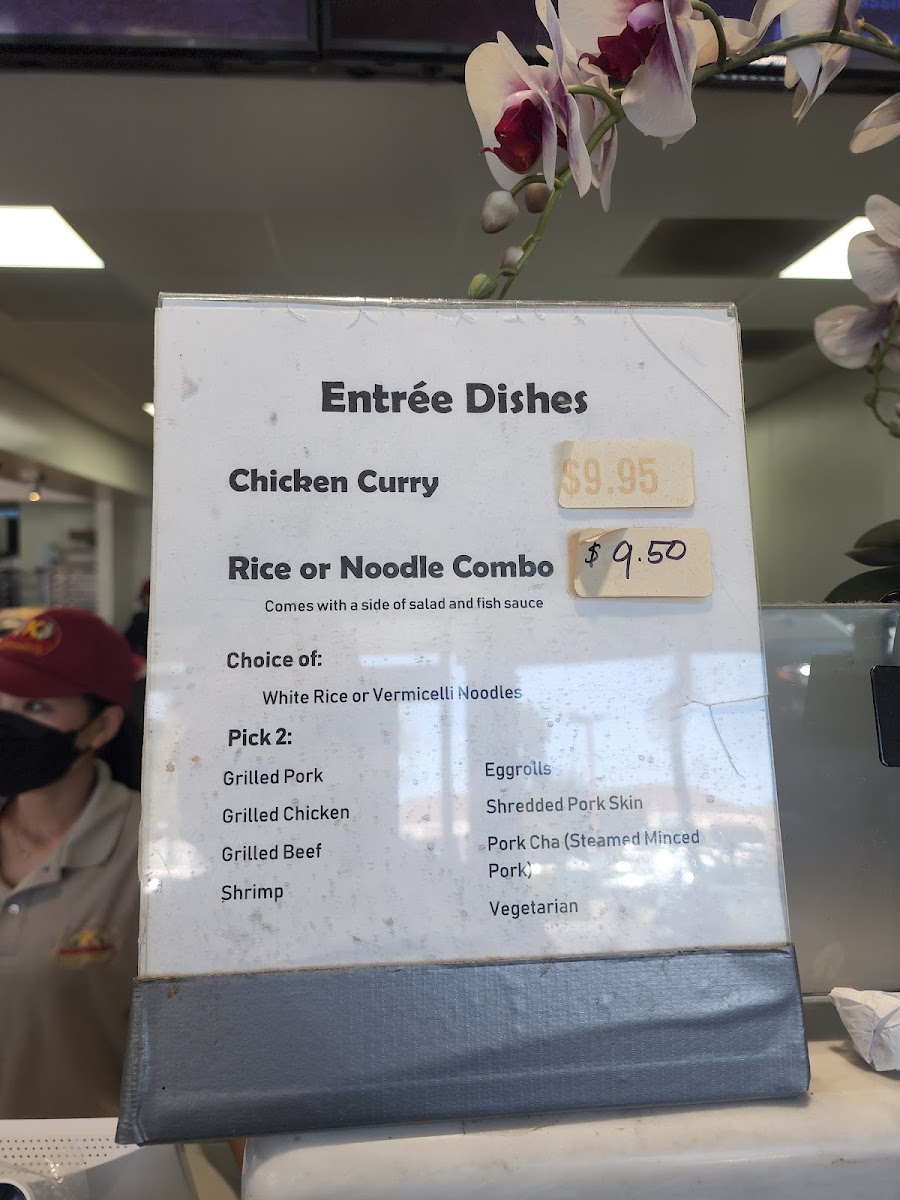 Entrée Dishes
Chicken Curry $9.95
Rice or Noodle Combo $9.50
Comes with a side of salad and fish sauce
Choice of:
White Rice or Vermicelli Noodles
Pick 2:
Grilled Pork
Grilled Chicken
Grilled Beef
Shrimp
Eggrolls
Shredded Pork Skin
Pork Cha (Steamed Minced
Pork)
Vegetarian